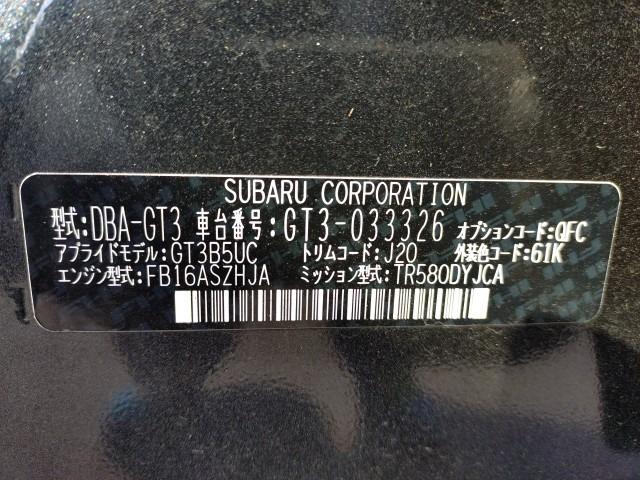 SUBARU CORPORATION
型式:DBA-GT3 車台番号:GT3-033326 オプションコード:QFC
アプライドモデル:GT3B5UC トリムコード:J20 外装色コード:61K
エンジン型式:FB16ASZHJA ミッション型式:TR580DYJCA